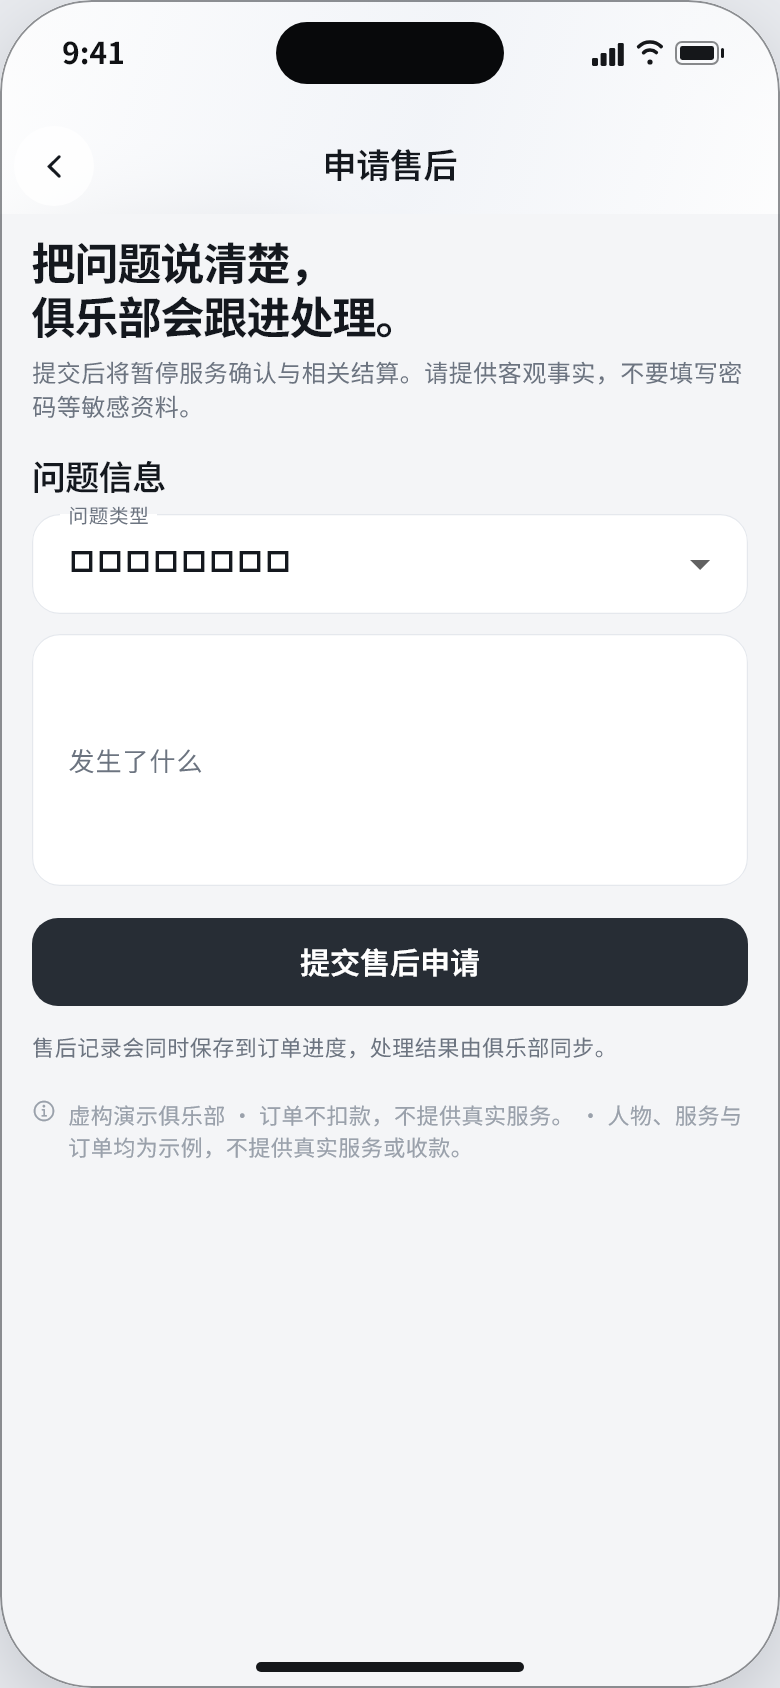 9:41
申请售后
把问题说清楚，
俱乐部会跟进处理。
提交后将暂停服务确认与相关结算。请提供客观事实，不要填写密
码等敏感资料。
问题信息
问题类型
发生了什么
提交售后申请
售后记录会同时保存到订单进度，处理结果由俱乐部同步。
虚构演示俱乐部 • 订单不扣款，不提供真实服务。 • 人物、服务与
订单均为示例，不提供真实服务或收款。